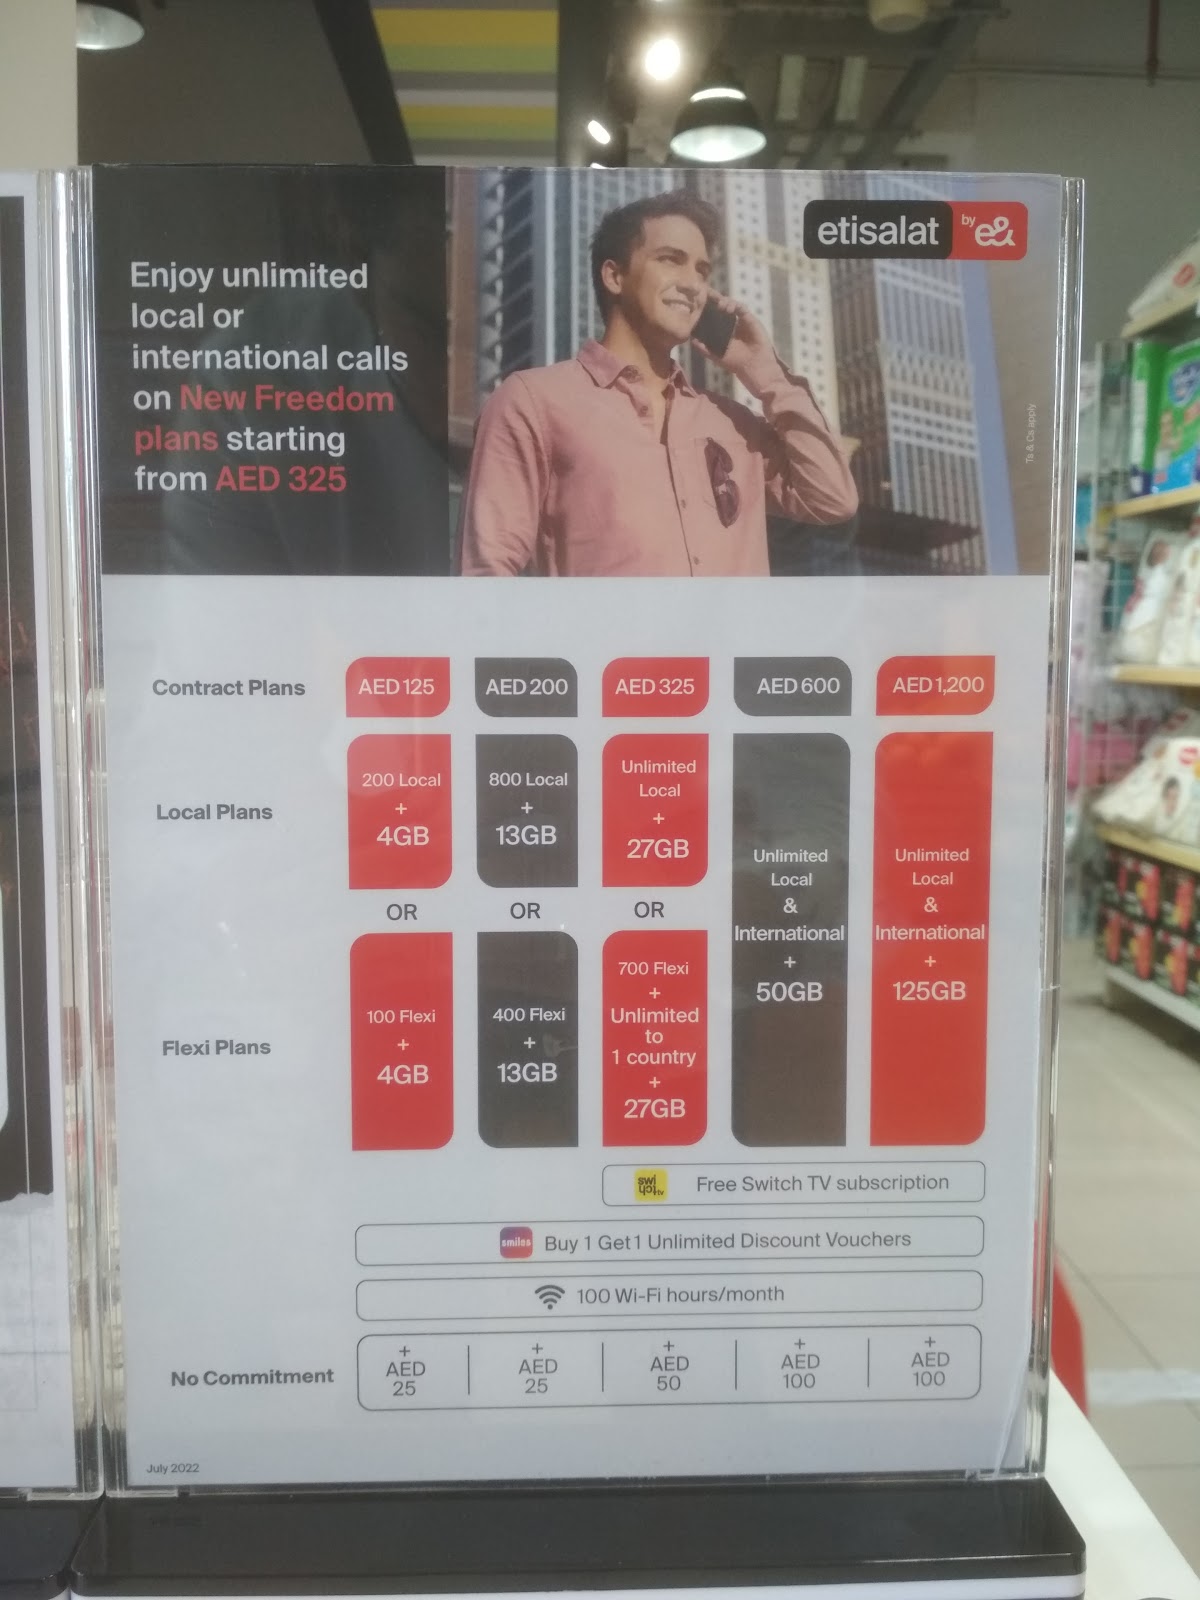 etisalat by e&
Enjoy unlimited
local or
international calls
on New Freedom
plans starting
from AED 325
Ts & Cs apply
Contract Plans
AED 125
AED 200
AED 325
AED 600
AED 1,200
Local Plans
200 Local
+
4GB
800 Local
+
13GB
Unlimited
Local
+
27GB
OR
OR
OR
Flexi Plans
100 Flexi
+
4GB
400 Flexi
+
13GB
700 Flexi
+
Unlimited
to
1 country
+
27GB
Unlimited
Local
&
International
+
50GB
Unlimited
Local
&
International
+
125GB
switch tv
Free Switch TV subscription
smiles
Buy 1 Get 1 Unlimited Discount Vouchers
100 Wi-Fi hours/month
No Commitment
+
AED
25
+
AED
25
+
AED
50
+
AED
100
+
AED
100
July 2022